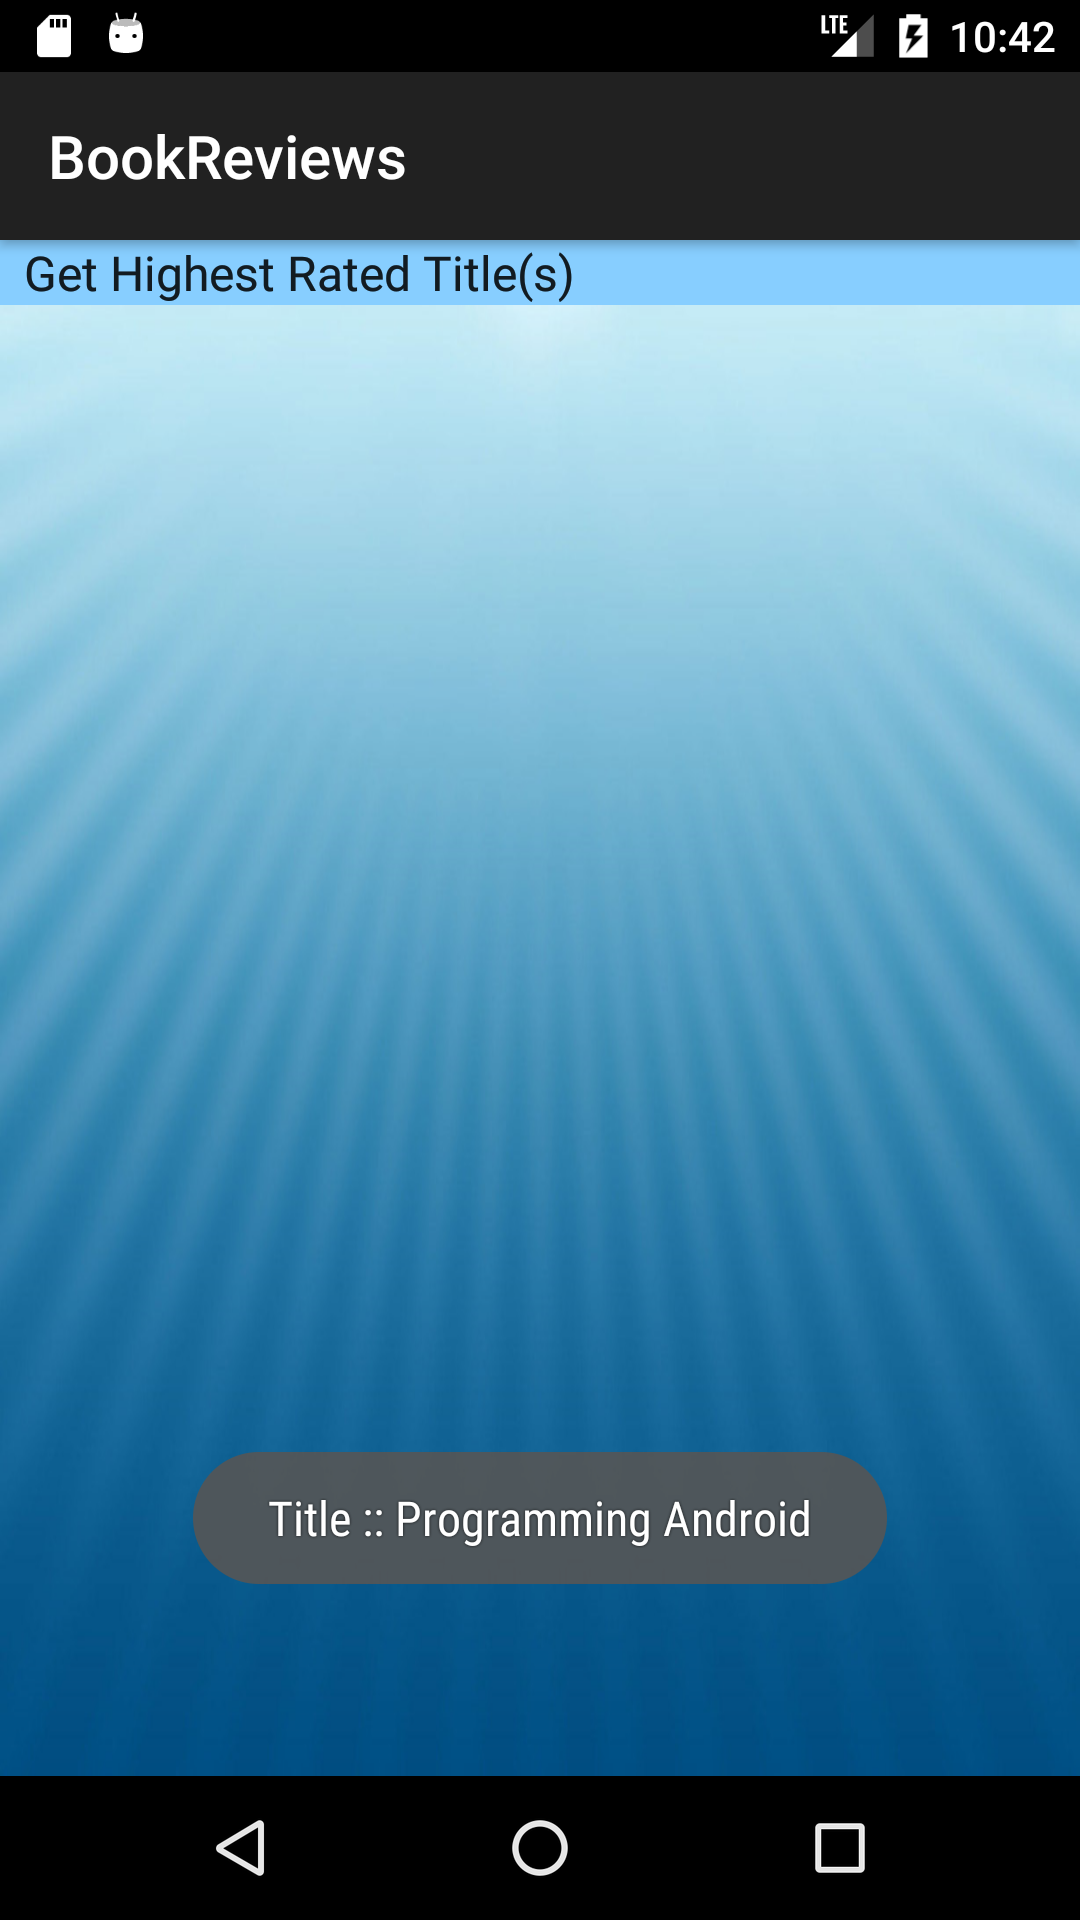 LTE 10:42
BookReviews
Get Highest Rated Title(s)
Title :: Programming Android